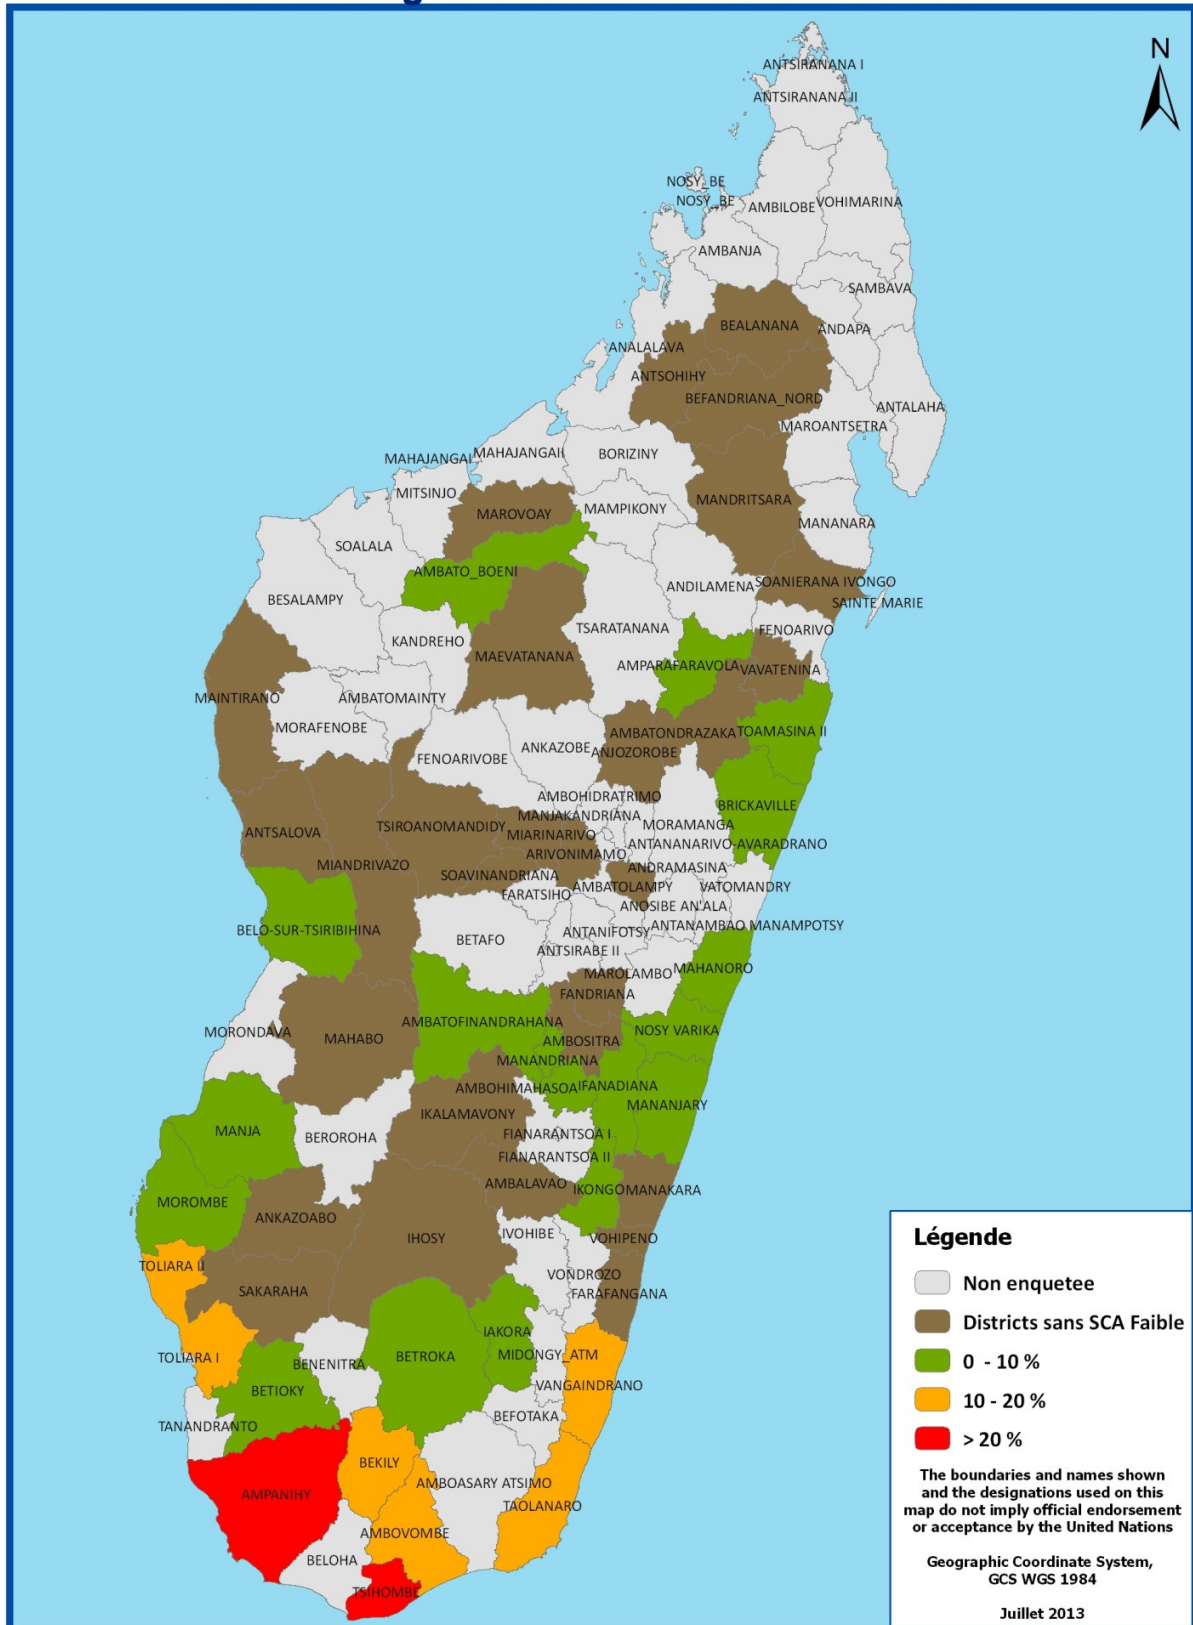 N
ANTSIRANANA I
ANTSIRANANA II
NOSY_BE
NOSY_BE
AMBILOBE
VOHIMARINA
AMBANJA
SAMBAVA
BEALANANA
ANDAPA
ANALALAVA
ANTSOHIHY
BEFANDRIANA_NORD
ANTALAHA
MAROANTSETRA
MAHAJANGAI
MAHAJANGAII
BORIZINY
MITSINJO
MANDRITSARA
MAROVOAY
MAMPIKONY
MANANARA
SOALALA
AMBATO_BOENI
ANDILAMENA
SOANIERANA IVONGO
BESALAMPY
SAINTE MARIE
TSARATANANA
FENOARIVO
KANDREHO
MAEVATANANA
AMPARAFARAVOLA
VAVATENINA
MAINTIRANO
AMBATOMAINTY
MORAFENOBE
AMBATONDRAZAKA
TOAMASINA II
FENOARIVOBE
ANKAZOBE
ANJOZOROBE
AMBOHIDRATRIMO
BRICKAVILLE
MANJAKANDRIANA
ANTSALOVA
TSIROANOMANDIDY
MIARINARIVO
MORAMANGA
ANTANANARIVO-AVARADRANO
ARIVONIMAMO
MIANDRIVAZO
SOAVINANDRIANA
ANDRAMASINA
FARATSIHO
AMBATOLAMPY
VATOMANDRY
ANOSIBE AN'ALA
BELO-SUR-TSIRIBIHINA
BETAFO
ANTANIFOTSY
ANTANAMBAO MANAMPOTSY
ANTSIRABE II
MAROLAMBO
MAHANORO
FANDRIANA
MORONDAVA
MAHABO
AMBATOFINANDRAHANA
NOSY VARIKA
AMBOSITRA
MANANDRIANA
AMBOHIMAHASOA
IFANADIANA
MANANJARY
IKALAMAVONY
MANJA
BEROROHA
FIANARANTSOA I
FIANARANTSOA II
AMBALAVAO
IKONGO
MANAKARA
MOROMBE
ANKAZOABO
IHOSY
IVOHIBE
VOHIPENO
TOLIARA II
VONDROZO
SAKARAHA
FARAFANGANA
IAKORA
TOLIARA I
BENENITRA
BETROKA
MIDONGY_ATM
VANGAINDRANO
BETIOKY
TANANDRANTO
BEFOTAKA
BEKILY
AMBOASARY ATSIMO
AMPANIHY
TAOLANARO
AMBOVOMBE
BELOHA
TSIHOMBE
Légende
Non enquetee
Districts sans SCA Faible
0 - 10 %
10 - 20 %
> 20 %
The boundaries and names shown
and the designations used on this
map do not imply official endorsement
or acceptance by the United Nations
Geographic Coordinate System,
GCS WGS 1984
Juillet 2013